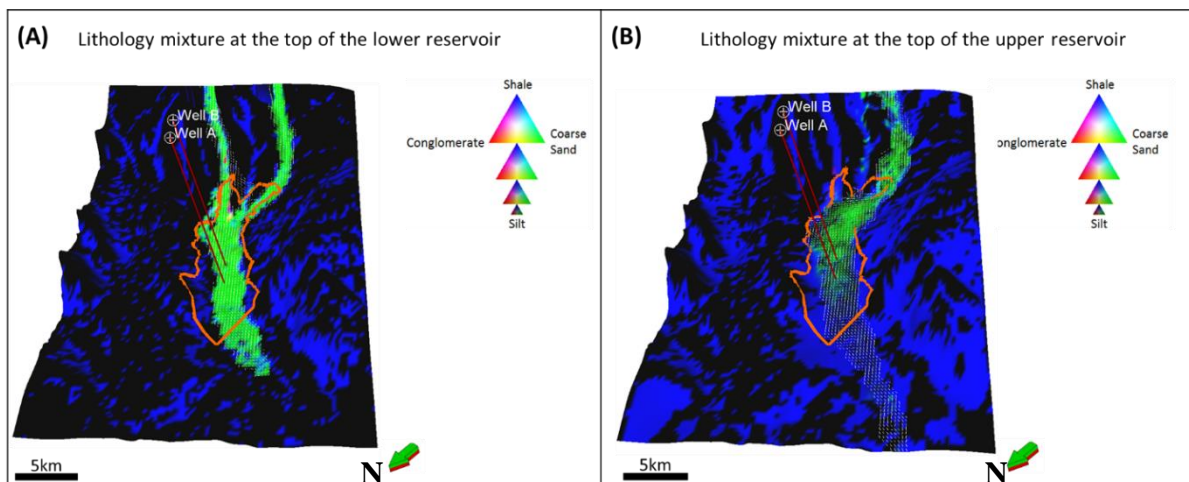 (A) Lithology mixture at the top of the lower reservoir
Well B
Well A
Shale
Conglomerate
Coarse
Sand
Silt
5km
N
(B) Lithology mixture at the top of the upper reservoir
Well B
Well A
Shale
onglomerate
Coarse
Sand
Silt
5km
N